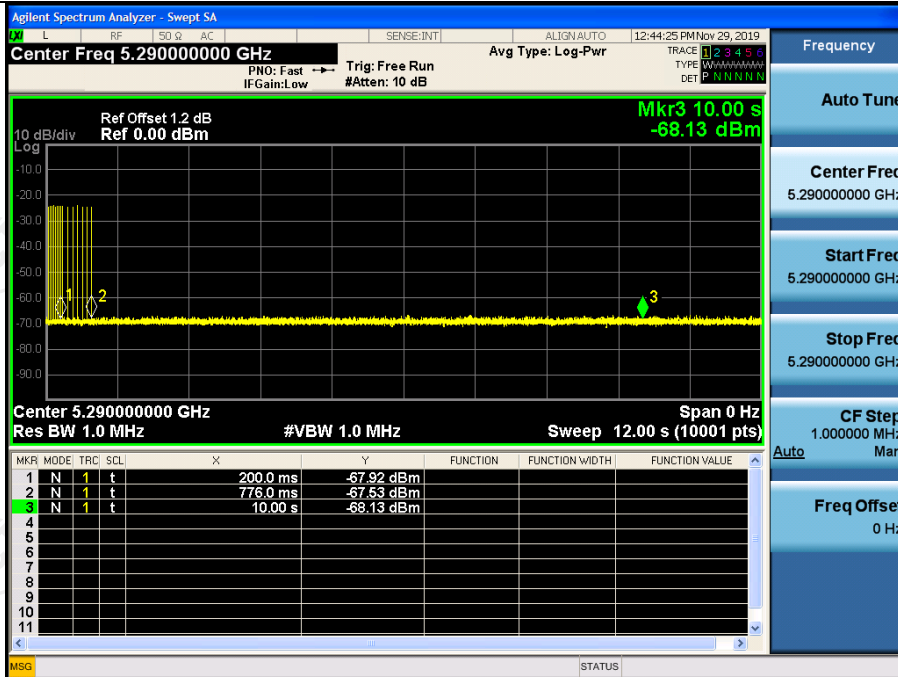 Agilent Spectrum Analyzer - Swept SA
LXI L RF 50 Ω AC SENSE:INT ALIGNAUTO 12:44:25 PM Nov 29, 2019
Center Freq 5.290000000 GHz
PNO: Fast
IFGain:Low
Trig: Free Run
#Atten: 10 dB
Avg Type: Log-Pwr
TRACE 1 2 3 4 5 6
TYPE WWWWWW
DET P N N N N N
Mkr3 10.00 s
-68.13 dBm
Ref Offset 1.2 dB
10 dB/div Ref 0.00 dBm
Log
-10.0
-20.0
-30.0
-40.0
-50.0
-60.0
-70.0
-80.0
-90.0
1 2 3
Center 5.290000000 GHz Span 0 Hz
Res BW 1.0 MHz #VBW 1.0 MHz Sweep 12.00 s (10001 pts)
MKR MODE TRC SCL X Y FUNCTION FUNCTION WIDTH FUNCTION VALUE
1 N 1 t 200.0 ms -67.92 dBm
2 N 1 t 776.0 ms -67.53 dBm
3 N 1 t 10.00 s -68.13 dBm
4
5
6
7
8
9
10
11
MSG STATUS
Frequency
Auto Tune
Center Freq
5.290000000 GHz
Start Freq
5.290000000 GHz
Stop Freq
5.290000000 GHz
CF Step
1.000000 MHz
Auto Man
Freq Offset
0 Hz